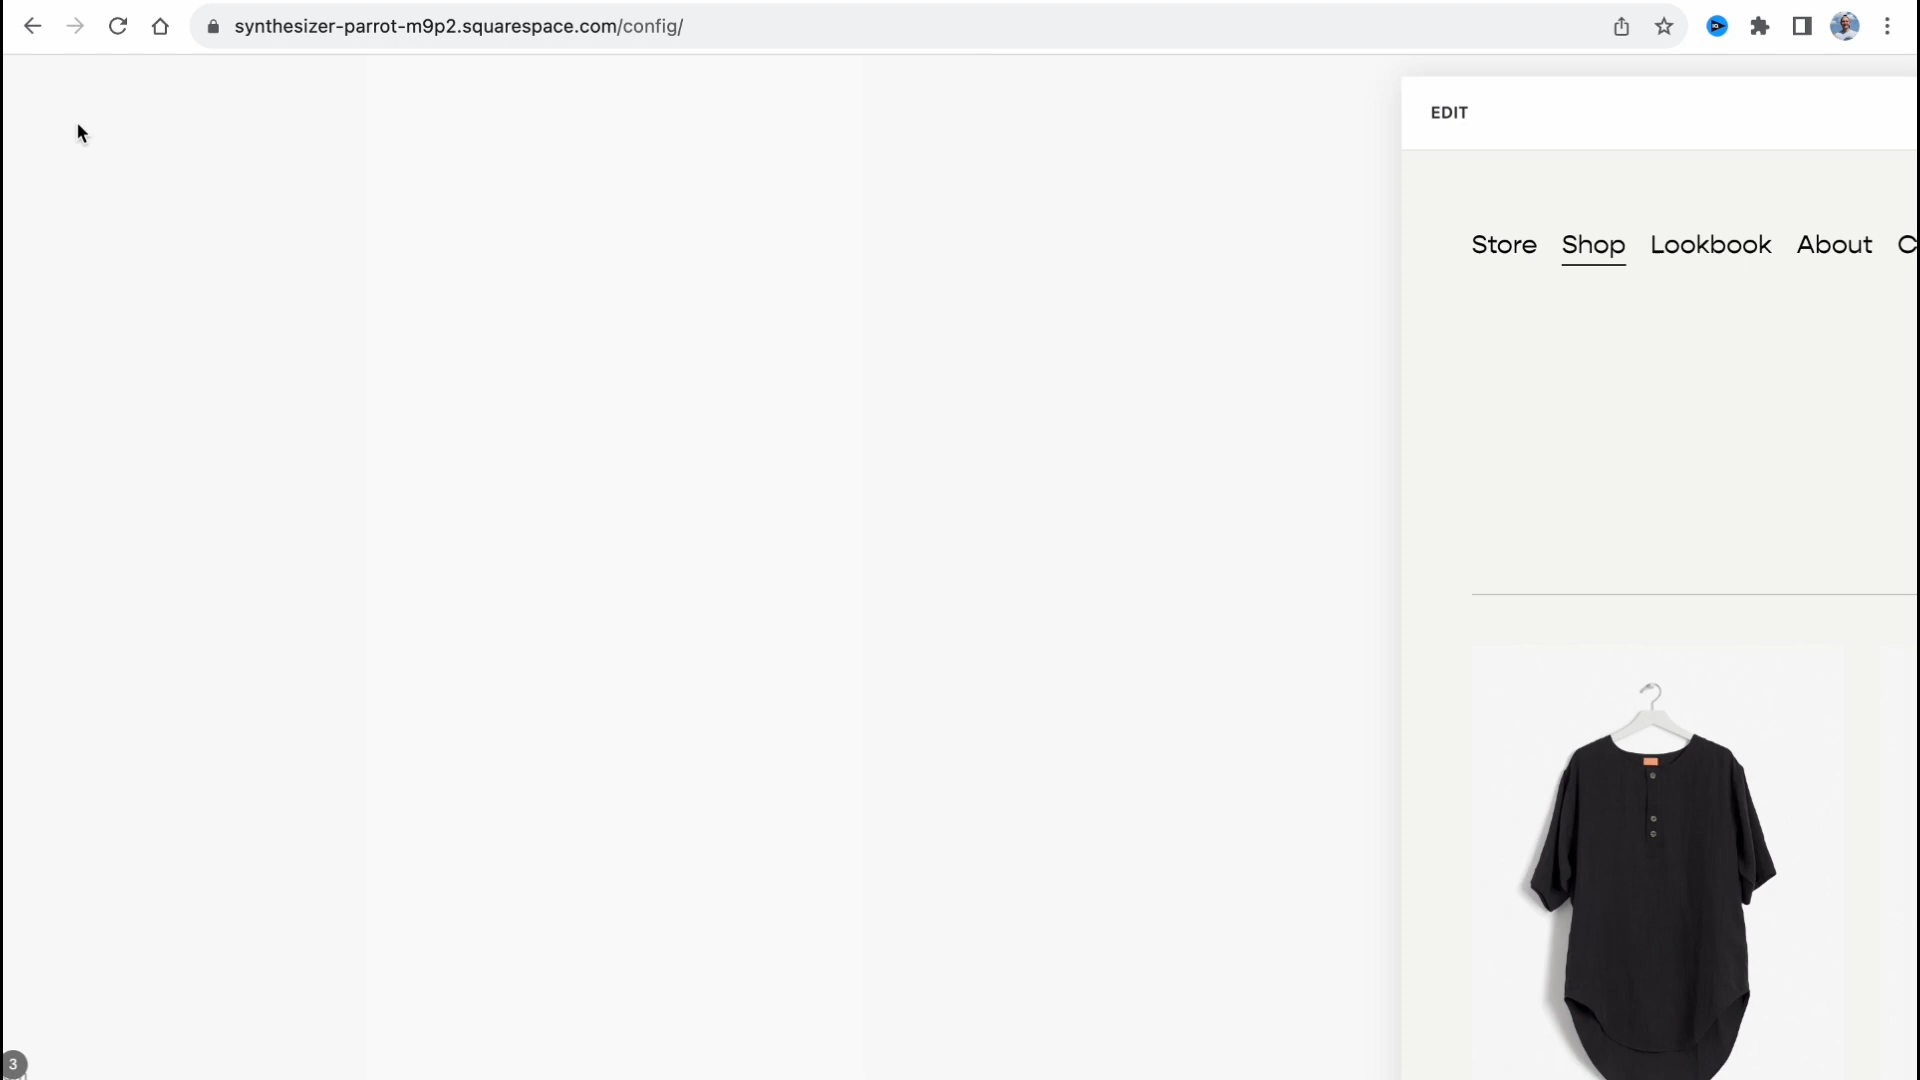 synthesizer-parrot-m9p2.squarespace.com/config/
EDIT
Store Shop Lookbook About C
3